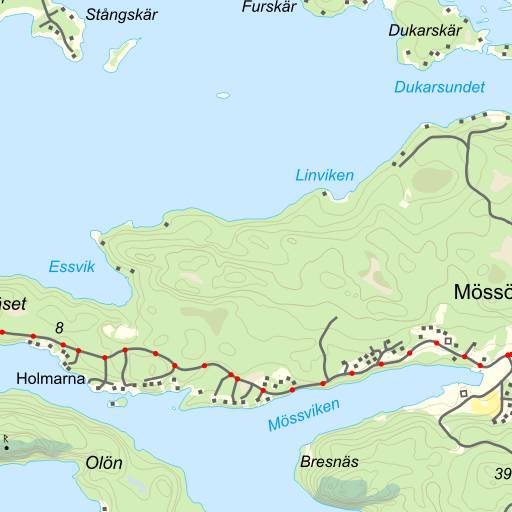 Stångskär
Furskär
Dukarskär
Dukarsundet
Linviken
Essvik
Mössö
8
Holmarna
Mössviken
Olön
Bresnäs
39